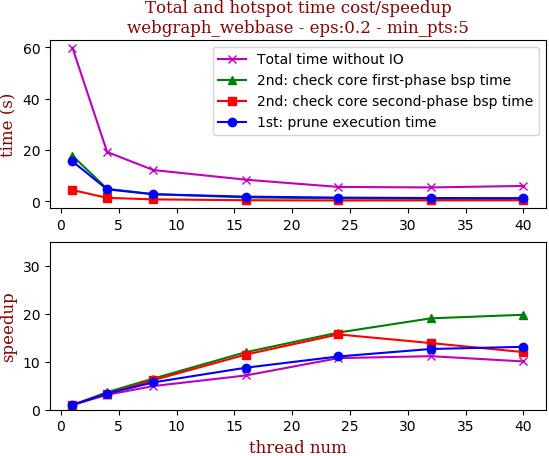 Total and hotspot time cost/speedup
webgraph_webbase - eps:0.2 - min_pts:5
60
40
20
0
time (s)
Total time without IO
2nd: check core first-phase bsp time
2nd: check core second-phase bsp time
1st: prune execution time
0 5 10 15 20 25 30 35 40
30
20
10
0
speedup
0 5 10 15 20 25 30 35 40
thread num